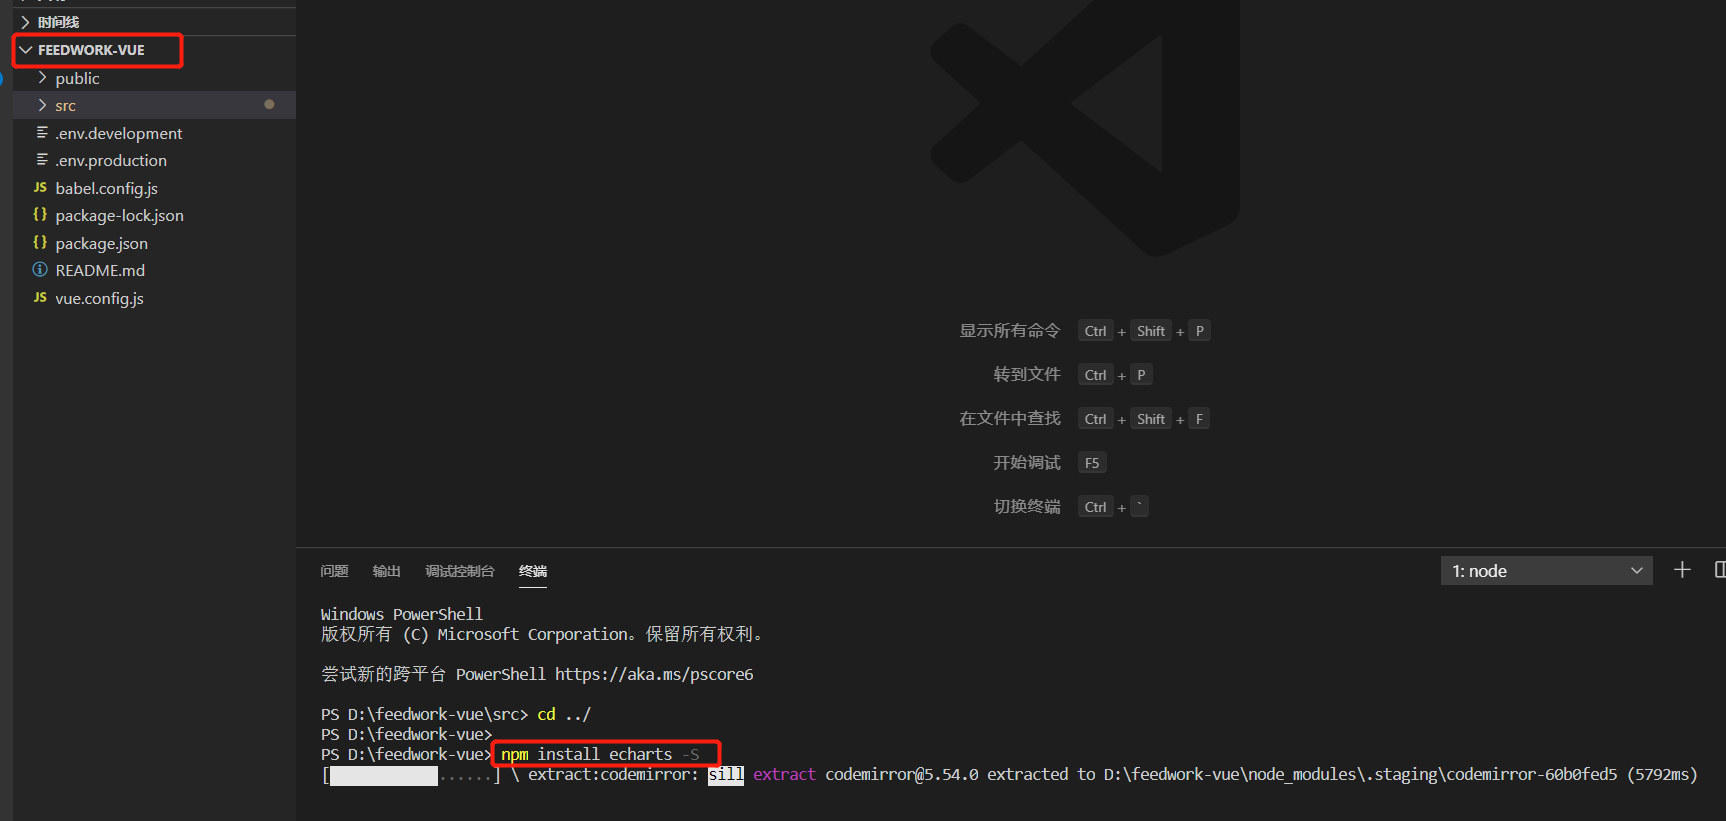 时间线
FEEDWORK-VUE
public
src
.env.development
.env.production
JS babel.config.js
{} package-lock.json
{} package.json
README.md
JS vue.config.js
显示所有命令 Ctrl + Shift + P
转到文件 Ctrl + P
在文件中查找 Ctrl + Shift + F
开始调试 F5
切换终端 Ctrl + `
问题 输出 调试控制台 终端 1: node
Windows PowerShell
版权所有 (C) Microsoft Corporation。保留所有权利。
尝试新的跨平台 PowerShell https://aka.ms/pscore6
PS D:\feedwork-vue\src> cd ../
PS D:\feedwork-vue>
PS D:\feedwork-vue> npm install echarts -S
[ ......] \ extract:codemirror: sill extract codemirror@5.54.0 extracted to D:\feedwork-vue\node_modules\.staging\codemirror-60b0fed5 (5792ms)